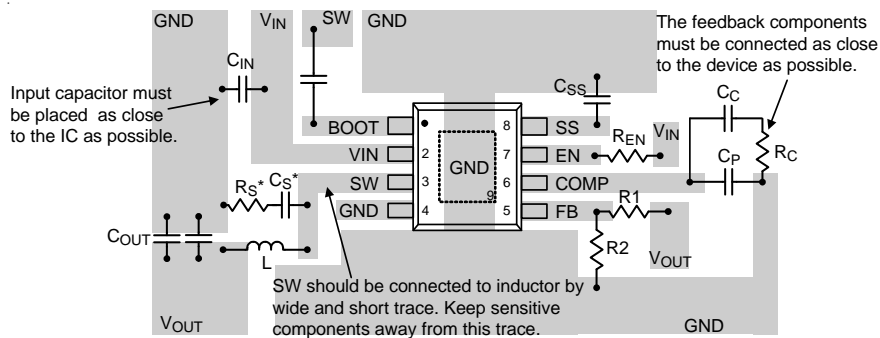 GND
VIN
SW
GND
The feedback components
must be connected as close
to the device as possible.
CIN
Input capacitor must
be placed as close
to the IC as possible.
CSS
CC
BOOT
8
SS
REN
VIN
RC
VIN
2
GND
7
EN
CP
RS*
CS*
SW
3
6
COMP
9
R1
GND
4
5
FB
COUT
R2
L
VOUT
SW should be connected to inductor by
wide and short trace. Keep sensitive
components away from this trace.
VOUT
GND